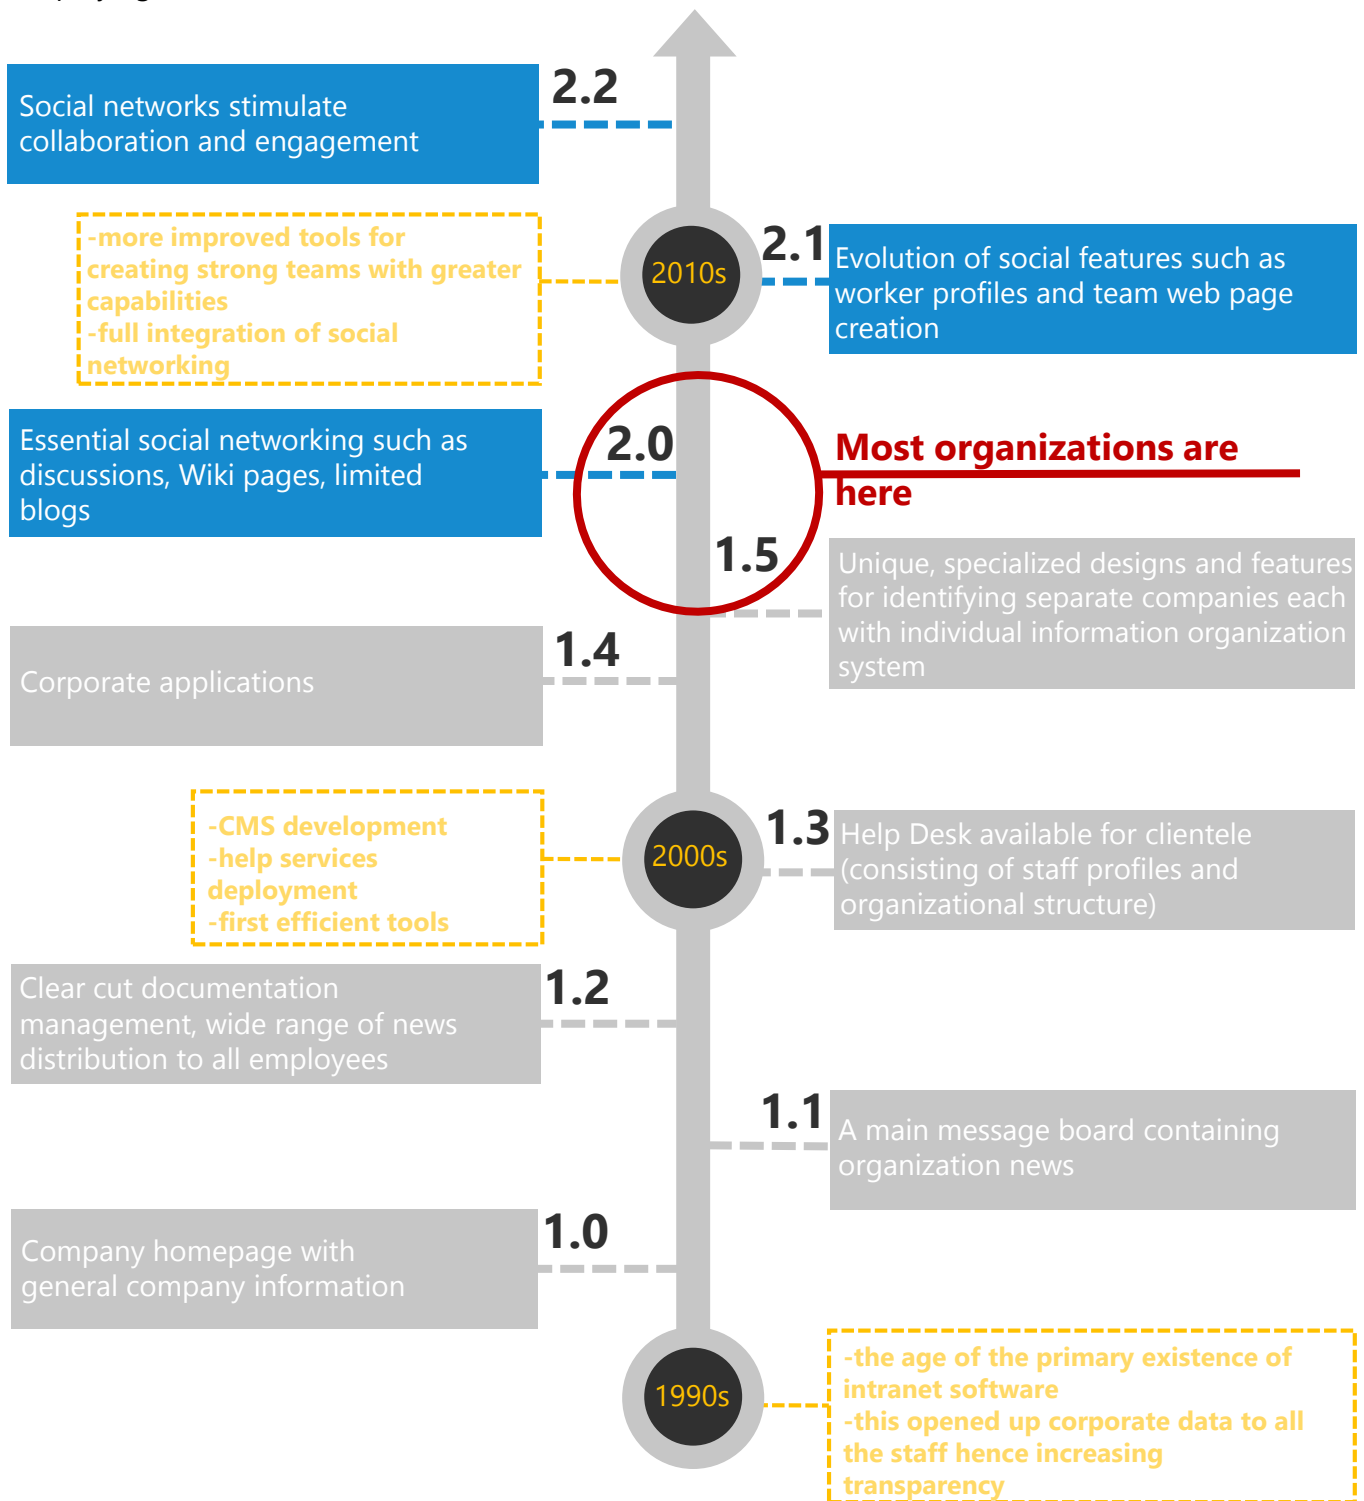 2.2
Social networks stimulate
collaboration and engagement
-more improved tools for
creating strong teams with greater
capabilities
-full integration of social
networking
2010s
2.1
Evolution of social features such as
worker profiles and team web page
creation
Essential social networking such as
discussions, Wiki pages, limited
blogs
2.0
Most organizations are
here
1.5
Unique, specialized designs and features
for identifying separate companies each
with individual information organization
system
1.4
Corporate applications
-CMS development
-help services
deployment
-first efficient tools
2000s
1.3
Help Desk available for clientele
(consisting of staff profiles and
organizational structure)
Clear cut documentation
management, wide range of news
distribution to all employees
1.2
1.1
A main message board containing
organization news
1.0
Company homepage with
general company information
1990s
-the age of the primary existence of
intranet software
-this opened up corporate data to all
the staff hence increasing
transparency